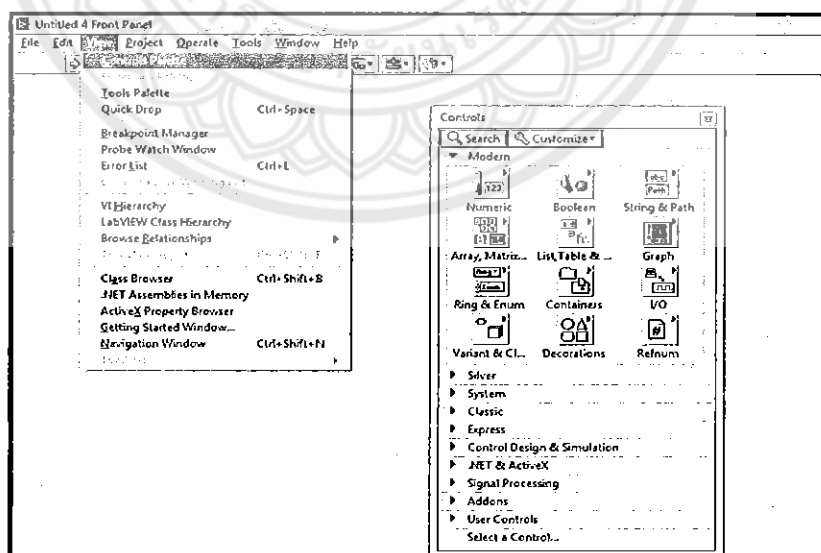 Untitled 4 Front Panel
File Edit View Project Operate Tools Window Help
Tools Palette
Quick Drop Ctrl+Space
Breakpoint Manager
Probe Watch Window
Error List Ctrl+L
VI Hierarchy
LabVIEW Class Hierarchy
Browse Relationships
Class Browser Ctrl+Shift+B
.NET Assemblies in Memory
ActiveX Property Browser
Getting Started Window...
Navigation Window Ctrl+Shift+N
Controls
Search Customize
Modern
Numeric Boolean String & Path
Array, Matrix... List, Table & ... Graph
Ring & Enum Containers I/O
Variant & Cl... Decorations Refnum
Silver
System
Classic
Express
Control Design & Simulation
.NET & ActiveX
Signal Processing
Addons
User Controls
Select a Control...